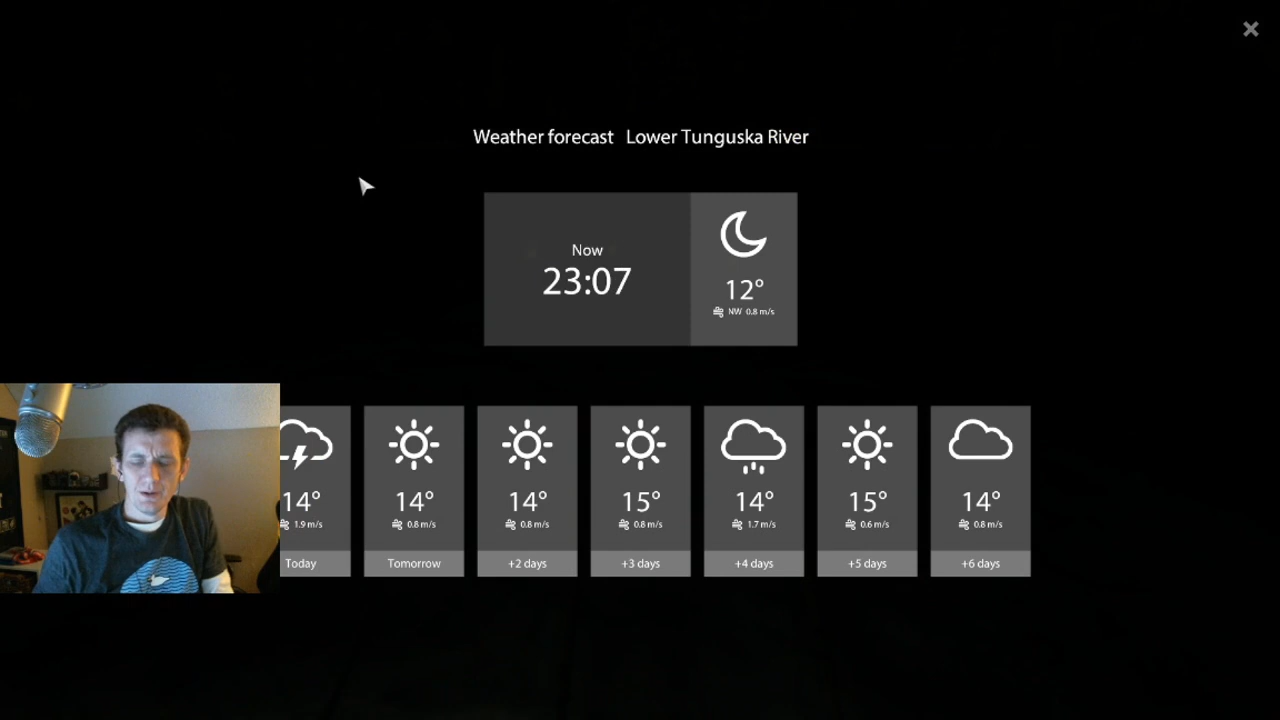 Weather forecast Lower Tunguska River
Now
23:07
12°
NW 0.8 m/s
14°
1.9 m/s
Today
14°
0.8 m/s
Tomorrow
14°
0.8 m/s
+2 days
15°
0.8 m/s
+3 days
14°
1.7 m/s
+4 days
15°
0.6 m/s
+5 days
14°
0.8 m/s
+6 days